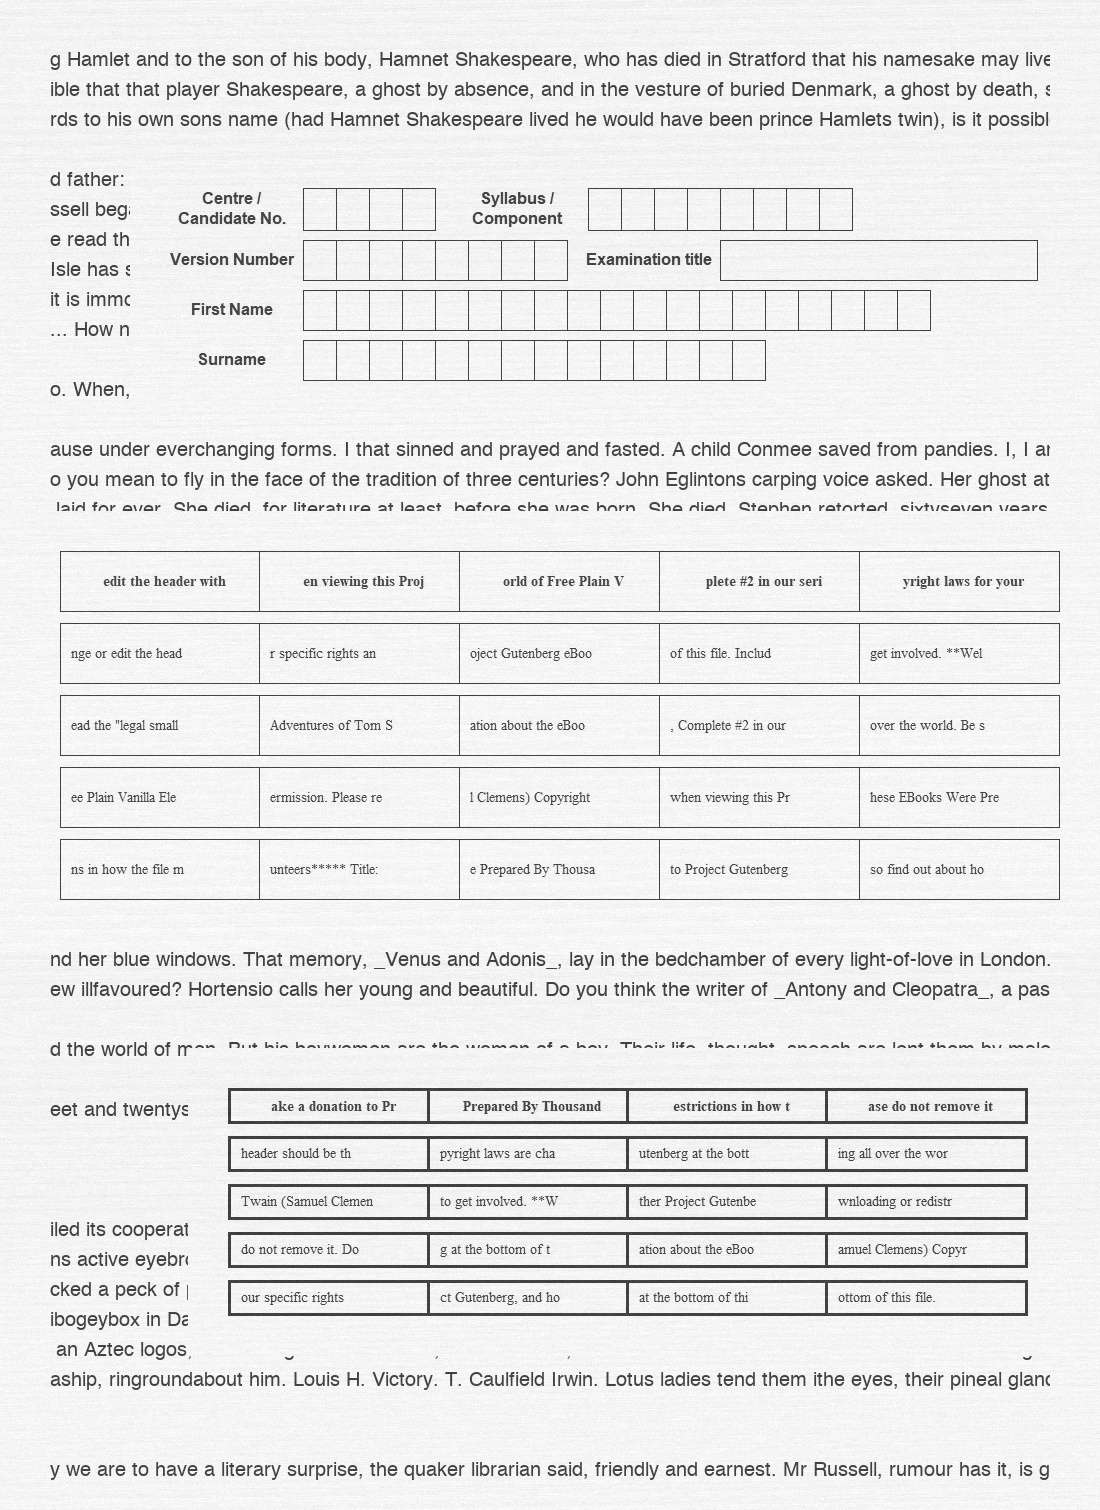 g Hamlet and to the son of his body, Hamnet Shakespeare, who has died in Stratford that his namesake may live
ible that that player Shakespeare, a ghost by absence, and in the vesture of buried Denmark, a ghost by death,
rds to his own sons name (had Hamnet Shakespeare lived he would have been prince Hamlets twin), is it possibl
d father:
ssell beg
e read th
Isle has
it is imm
... How n
o. When,
Centre / Candidate No.
Syllabus / Component
Version Number
Examination title
First Name
Surname
ause under everchanging forms. I that sinned and prayed and fasted. A child Conmee saved from pandies. I, I
o you mean to fly in the face of the tradition of three centuries? John Eglintons carping voice asked. Her ghost at
laid for ever. She died, for literature at least, before she was born. She died, Stephen retorted, sixtyseven years
edit the header with en viewing this Proj orld of Free Plain V plete #2 in our seri yright laws for your
nge or edit the head r specific rights an oject Gutenberg eBoo of this file. Includ get involved. **Wel
ead the "legal small Adventures of Tom S ation about the eBoo , Complete #2 in our over the world. Be s
ee Plain Vanilla Ele ermission. Please re l Clemens) Copyright when viewing this Pr hese EBooks Were Pre
ns in how the file m unteers***** Title: e Prepared By Thousa to Project Gutenberg so find out about ho
nd her blue windows. That memory, _Venus and Adonis_, lay in the bedchamber of every light-of-love in London.
ew illfavoured? Hortensio calls her young and beautiful. Do you think the writer of _Antony and Cleopatra_, a pas
d the world of men. But his boywomen are the women of a boy. Their life, thought, speech are lent them by male
eet and twentys
ake a donation to Pr Prepared By Thousand estrictions in how t ase do not remove it
header should be th pyright laws are cha utenberg at the bott ing all over the wor
Twain (Samuel Clemen to get involved. **W ther Project Gutenbe wnloading or redistr
do not remove it. Do g at the bottom of t ation about the eBoo amuel Clemens) Copyr
our specific rights ct Gutenberg, and ho at the bottom of thi ottom of this file.
iled its cooperat
ns active eyebr
cked a peck of
ibogeybox in Da
an Aztec logos,
aship, ringroundabout him. Louis H. Victory. T. Caulfield Irwin. Lotus ladies tend them ithe eyes, their pineal gland
y we are to have a literary surprise, the quaker librarian said, friendly and earnest. Mr Russell, rumour has it, is g